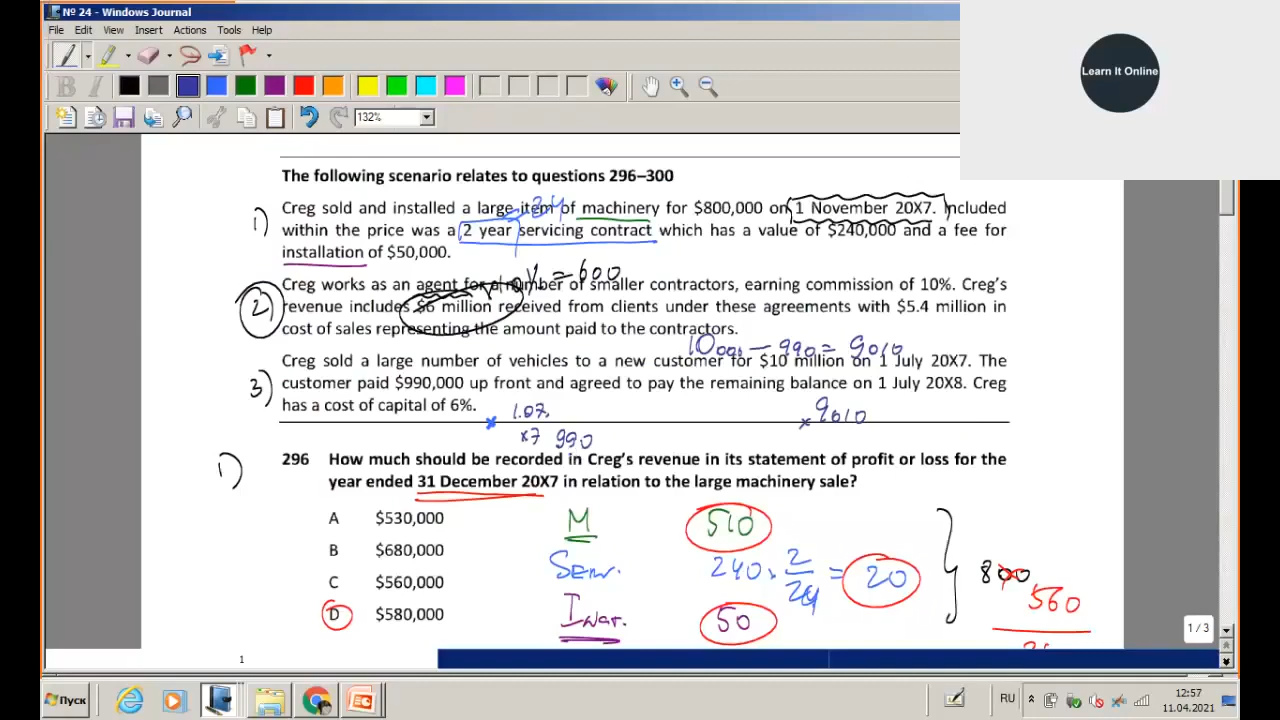 № 24 - Windows Journal
File Edit View Insert Actions Tools Help
Learn It Online
B I
132%
The following scenario relates to questions 296–300
1) Creg sold and installed a large item of machinery for $800,000 on 1 November 20X7. Included
24
within the price was a 2 year servicing contract which has a value of $240,000 and a fee for
installation of $50,000.
= 600
2) Creg works as an agent for a number of smaller contractors, earning commission of 10%. Creg's
revenue includes $6 million received from clients under these agreements with $5.4 million in
cost of sales representing the amount paid to the contractors.
10000 – 990 = 9010
Creg sold a large number of vehicles to a new customer for $10 million on 1 July 20X7. The
3) customer paid $990,000 up front and agreed to pay the remaining balance on 1 July 20X8. Creg
has a cost of capital of 6%.
1.07. 9010
x7 990
1) 296 How much should be recorded in Creg's revenue in its statement of profit or loss for the
year ended 31 December 20X7 in relation to the large machinery sale?
A $530,000 M 510
B $680,000 Serv. 240 . 2/24 = 20
C $560,000 800
560
D $580,000 50
1 / 3
1
Пуск
RU
12:57
11.04.2021